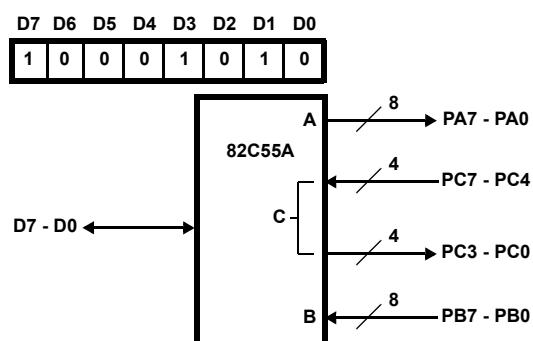 D7 D6 D5 D4 D3 D2 D1 D0
1 0 0 0 1 0 1 0
A 8 PA7 - PA0
82C55A
4 PC7 - PC4
D7 - D0 C
4 PC3 - PC0
B 8 PB7 - PB0